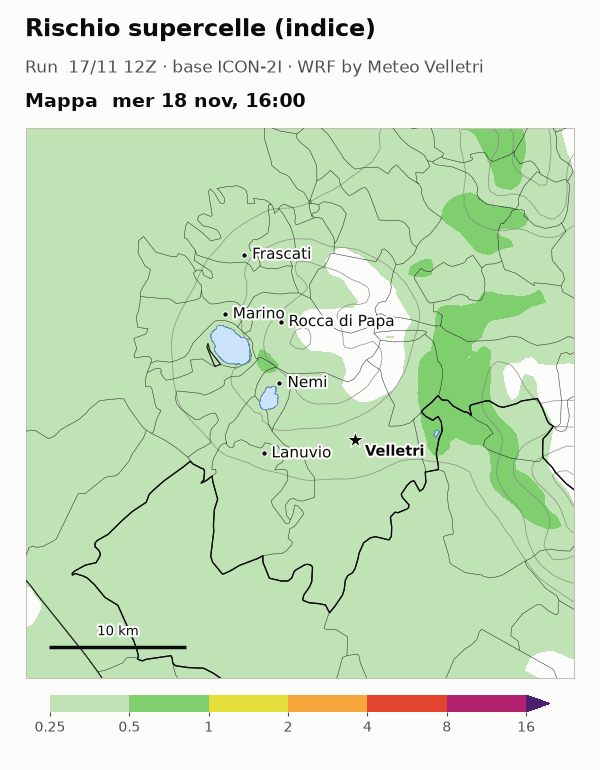 Rischio supercelle (indice)
Run  17/11 12Z · base ICON-2I · WRF by Meteo Velletri
Mappa  mer 18 nov, 16:00
Frascati
Marino
Rocca di Papa
Nemi
Velletri
Lanuvio
10 km
0.25 0.5 1 2 4 8 16